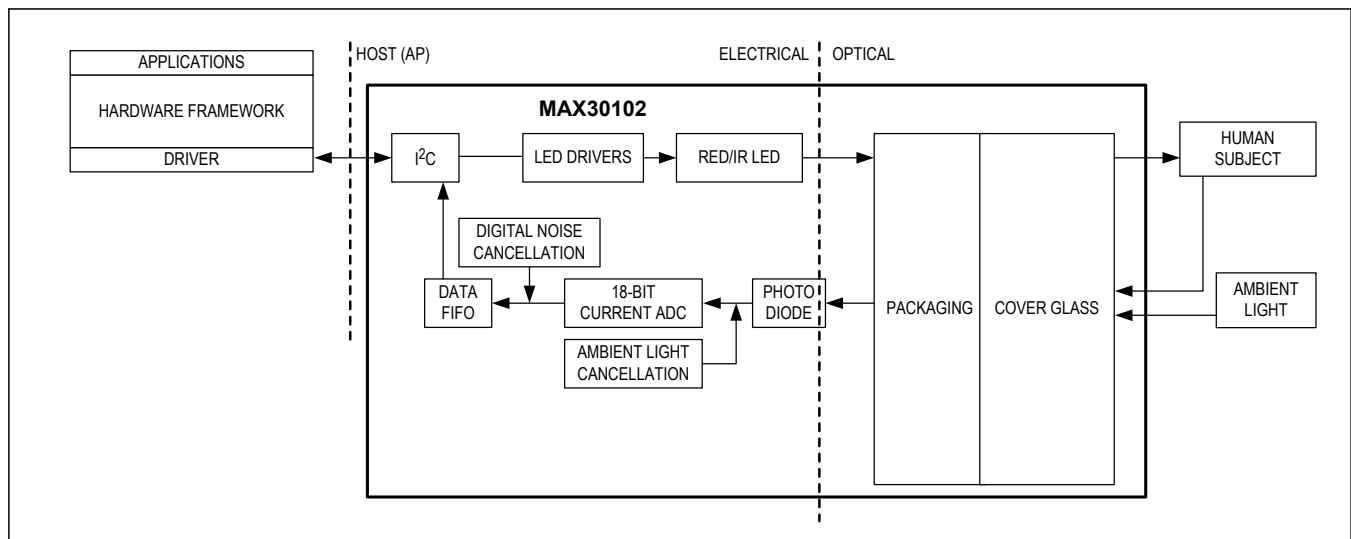 HOST (AP)
ELECTRICAL
OPTICAL
APPLICATIONS
HARDWARE FRAMEWORK
DRIVER
MAX30102
I²C
LED DRIVERS
RED/IR LED
HUMAN
SUBJECT
DIGITAL NOISE
CANCELLATION
DATA
FIFO
18-BIT
CURRENT ADC
PHOTO
DIODE
PACKAGING
COVER GLASS
AMBIENT
LIGHT
AMBIENT LIGHT
CANCELLATION